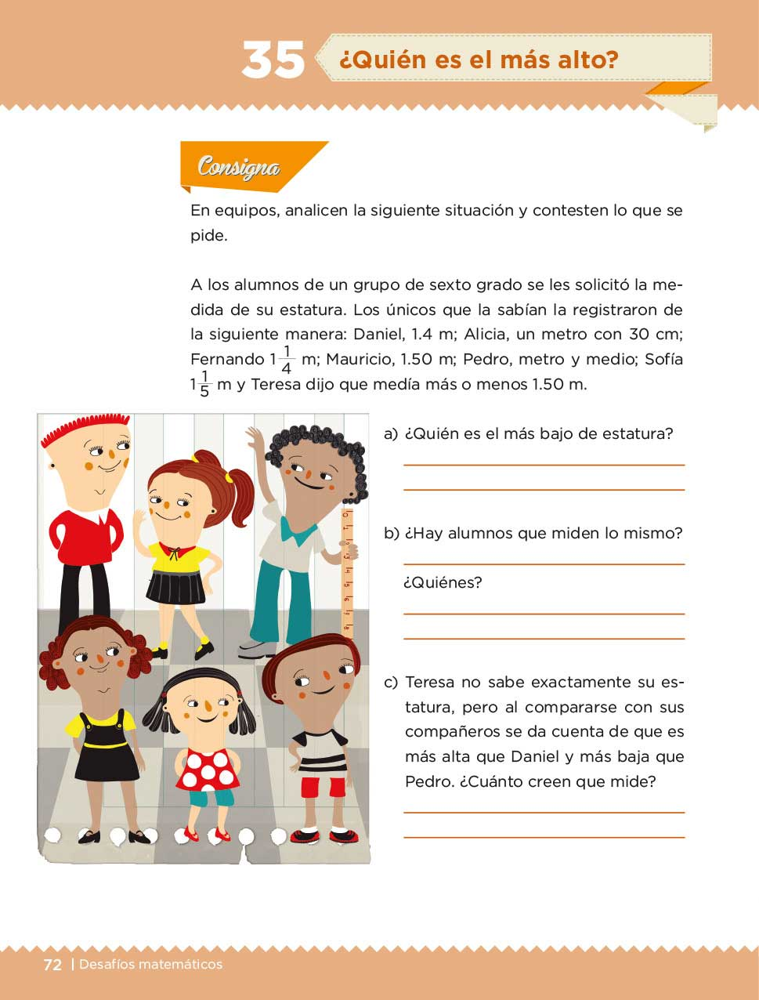 35
¿Quién es el más alto?
Consigna
En equipos, analicen la siguiente situación y contesten lo que se
pide.
A los alumnos de un grupo de sexto grado se les solicitó la me-
dida de su estatura. Los únicos que la sabían la registraron de
la siguiente manera: Daniel, 1.4 m; Alicia, un metro con 30 cm;
Fernando 1 1/4 m; Mauricio, 1.50 m; Pedro, metro y medio; Sofía
1 1/5 m y Teresa dijo que medía más o menos 1.50 m.
a) ¿Quién es el más bajo de estatura?
b) ¿Hay alumnos que miden lo mismo?
¿Quiénes?
c) Teresa no sabe exactamente su es-
tatura, pero al compararse con sus
compañeros se da cuenta de que es
más alta que Daniel y más baja que
Pedro. ¿Cuánto creen que mide?
72 | Desafíos matemáticos